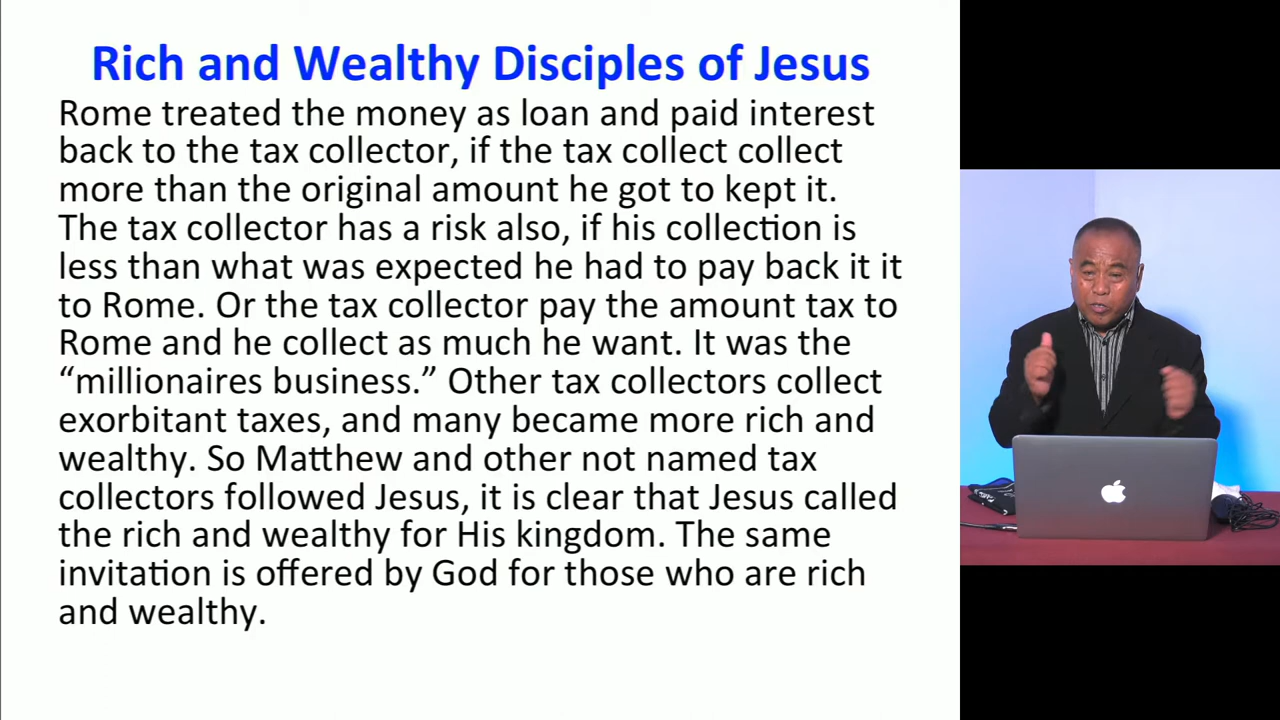 Rich and Wealthy Disciples of Jesus
Rome treated the money as loan and paid interest
back to the tax collector, if the tax collect collect
more than the original amount he got to kept it.
The tax collector has a risk also, if his collection is
less than what was expected he had to pay back it it
to Rome. Or the tax collector pay the amount tax to
Rome and he collect as much he want. It was the
“millionaires business.” Other tax collectors collect
exorbitant taxes, and many became more rich and
wealthy. So Matthew and other not named tax
collectors followed Jesus, it is clear that Jesus called
the rich and wealthy for His kingdom. The same
invitation is offered by God for those who are rich
and wealthy.